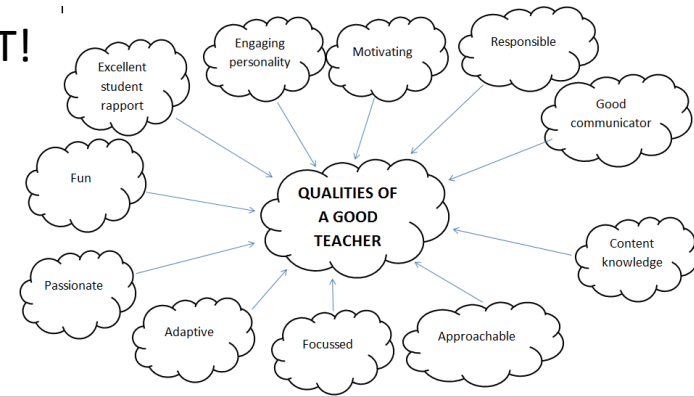 T!
Excellent
student
rapport
Engaging
personality
Motivating
Responsible
Good
communicator
Fun
QUALITIES OF
A GOOD
TEACHER
Content
knowledge
Passionate
Adaptive
Focussed
Approachable